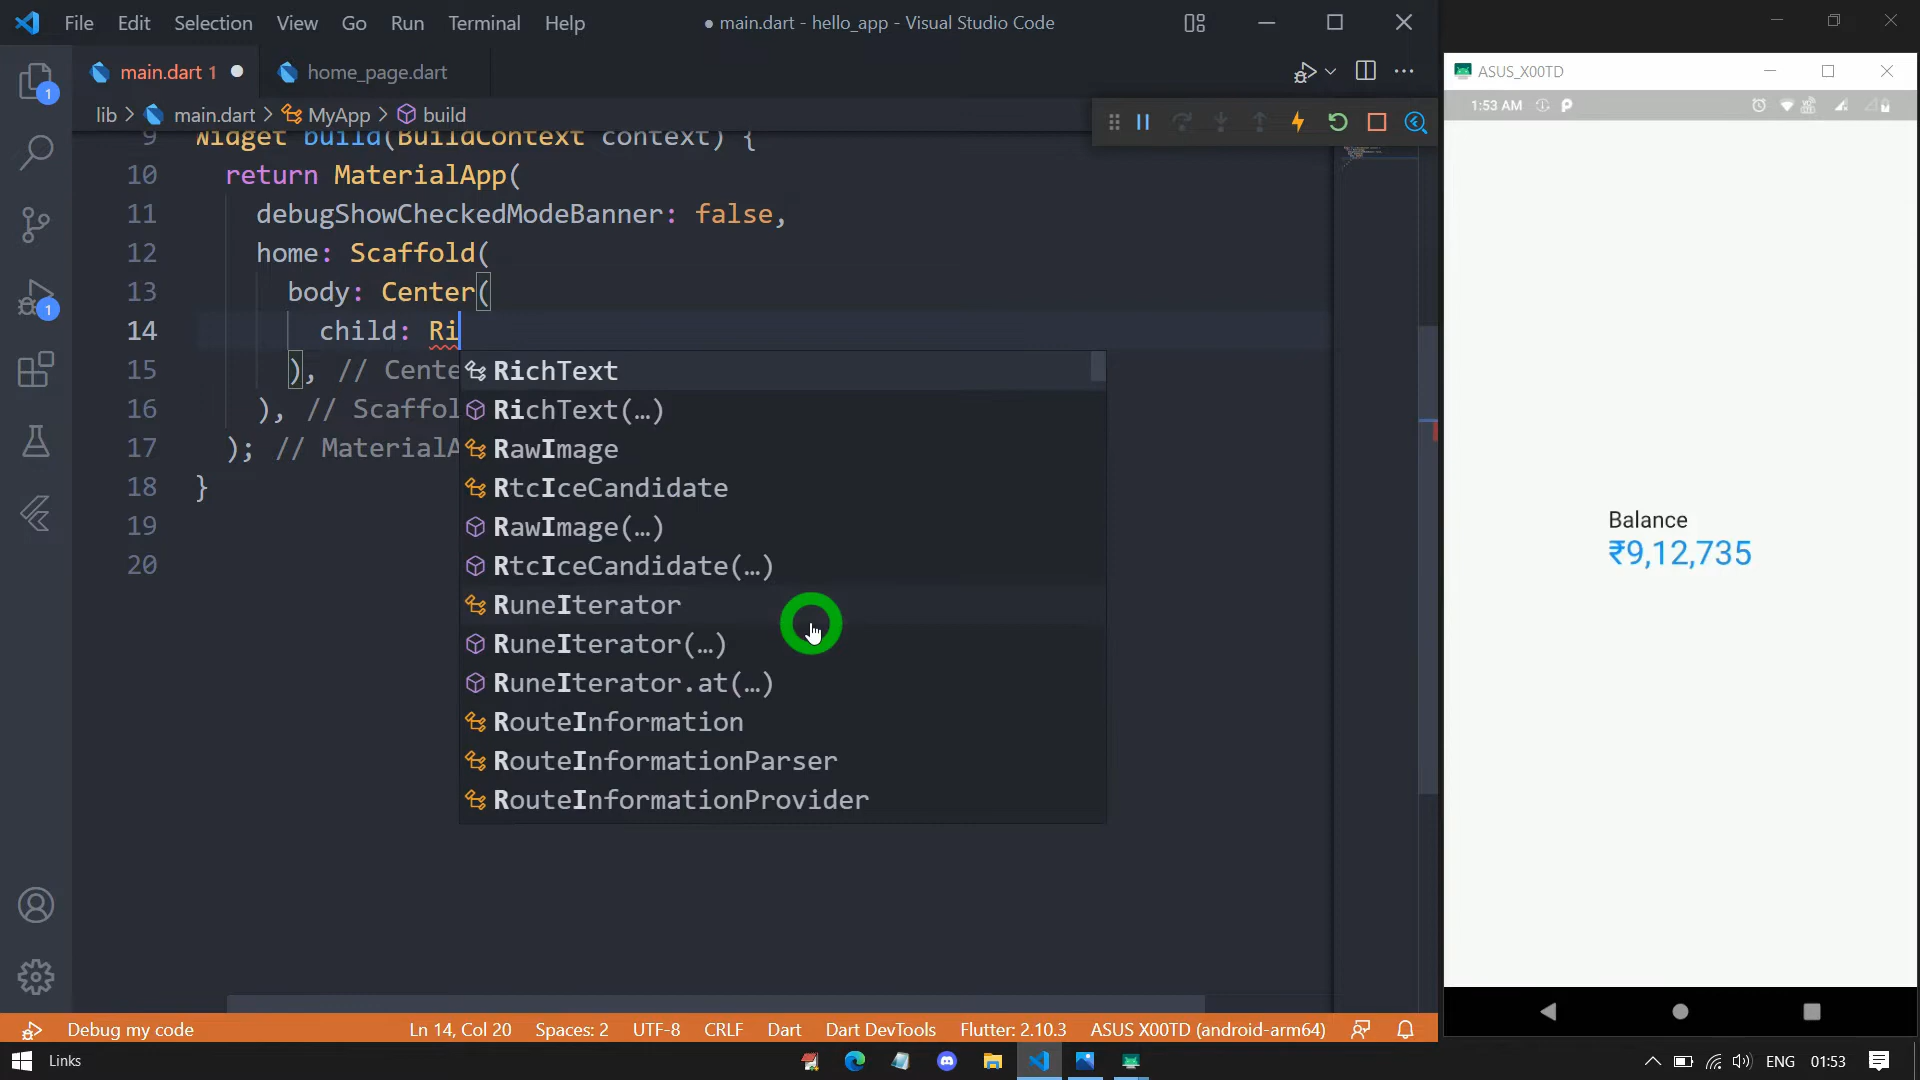 File Edit Selection View Go Run Terminal Help
● main.dart - hello_app - Visual Studio Code
main.dart 1 ●
home_page.dart
lib > main.dart > MyApp > build
9 Widget build(BuildContext context) {
10 return MaterialApp(
11 debugShowCheckedModeBanner: false,
12 home: Scaffold(
13 body: Center(
14 child: Ri
15 ), // Cente
16 ), // Scaffol
17 ); // MaterialA
18 }
19
20
RichText
RichText(…)
RawImage
RtcIceCandidate
RawImage(…)
RtcIceCandidate(…)
RuneIterator
RuneIterator(…)
RuneIterator.at(…)
RouteInformation
RouteInformationParser
RouteInformationProvider
1
1
Debug my code
Ln 14, Col 20 Spaces: 2 UTF-8 CRLF Dart Dart DevTools Flutter: 2.10.3 ASUS X00TD (android-arm64)
Links
ENG 01:53
ASUS_X00TD
1:53 AM
Balance
₹9,12,735